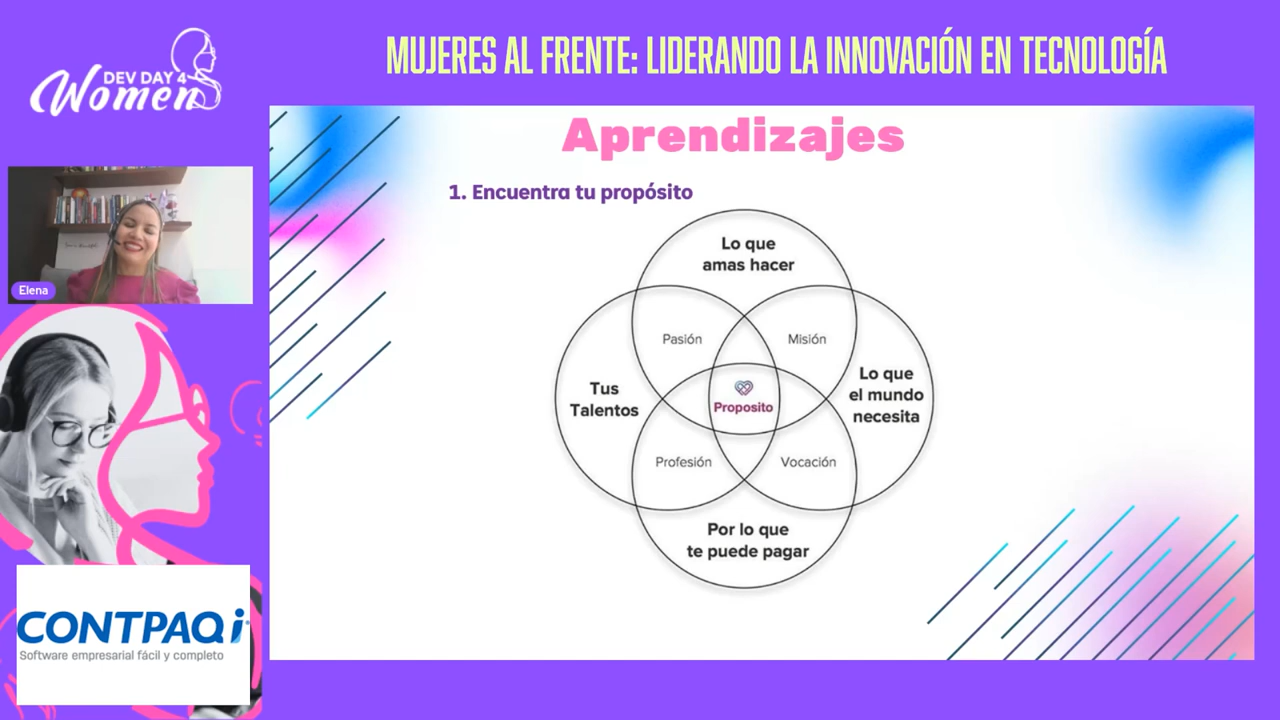 DEV DAY 4
Women
MUJERES AL FRENTE: LIDERANDO LA INNOVACIÓN EN TECNOLOGÍA
Elena
CONTPAQi
Software empresarial fácil y completo
Aprendizajes
1. Encuentra tu propósito
Lo que
amas hacer
Pasión
Misión
Tus
Talentos
Proposito
Lo que
el mundo
necesita
Profesión
Vocación
Por lo que
te puede pagar